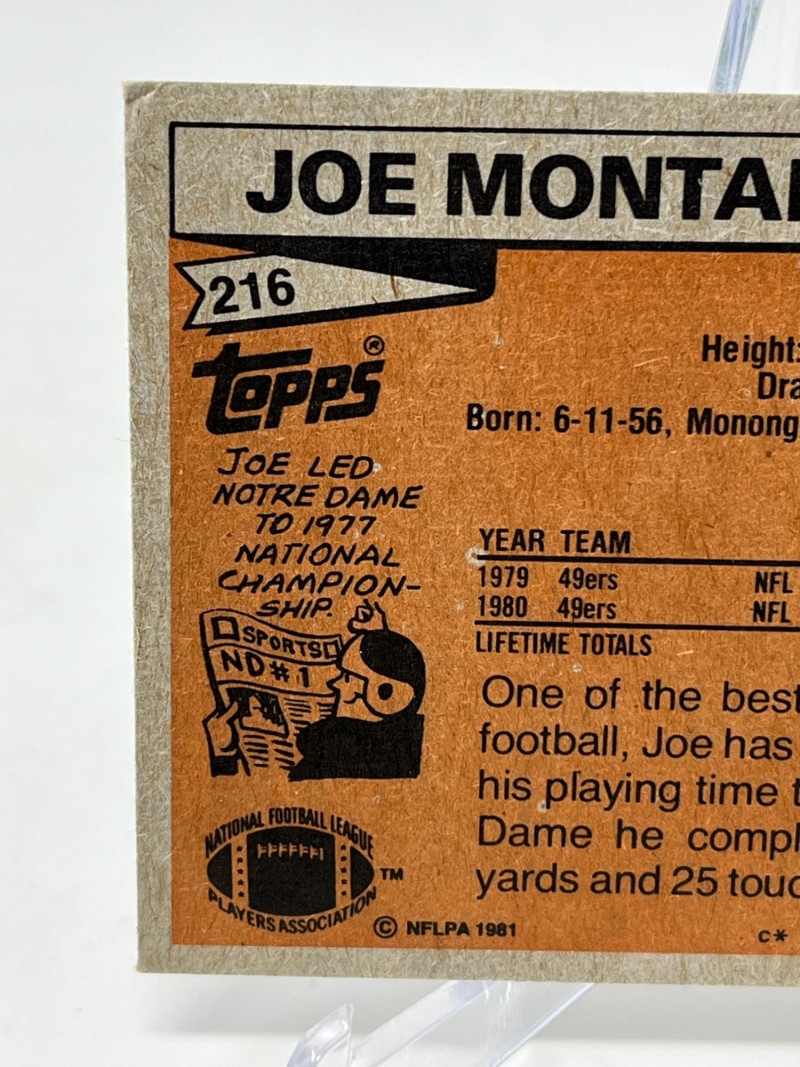 JOE MONTA
216
topps®
Height:
Dra
Born: 6-11-56, Monong
JOE LED
NOTRE DAME
TO 1977
NATIONAL
CHAMPION-
SHIP.
SPORTS
ND#1
YEAR TEAM
1979 49ers NFL
1980 49ers NFL
LIFETIME TOTALS
One of the best
football, Joe has
his playing time t
Dame he compl
yards and 25 touc
NATIONAL FOOTBALL LEAGUE
PLAYERS ASSOCIATION
TM
© NFLPA 1981
C*